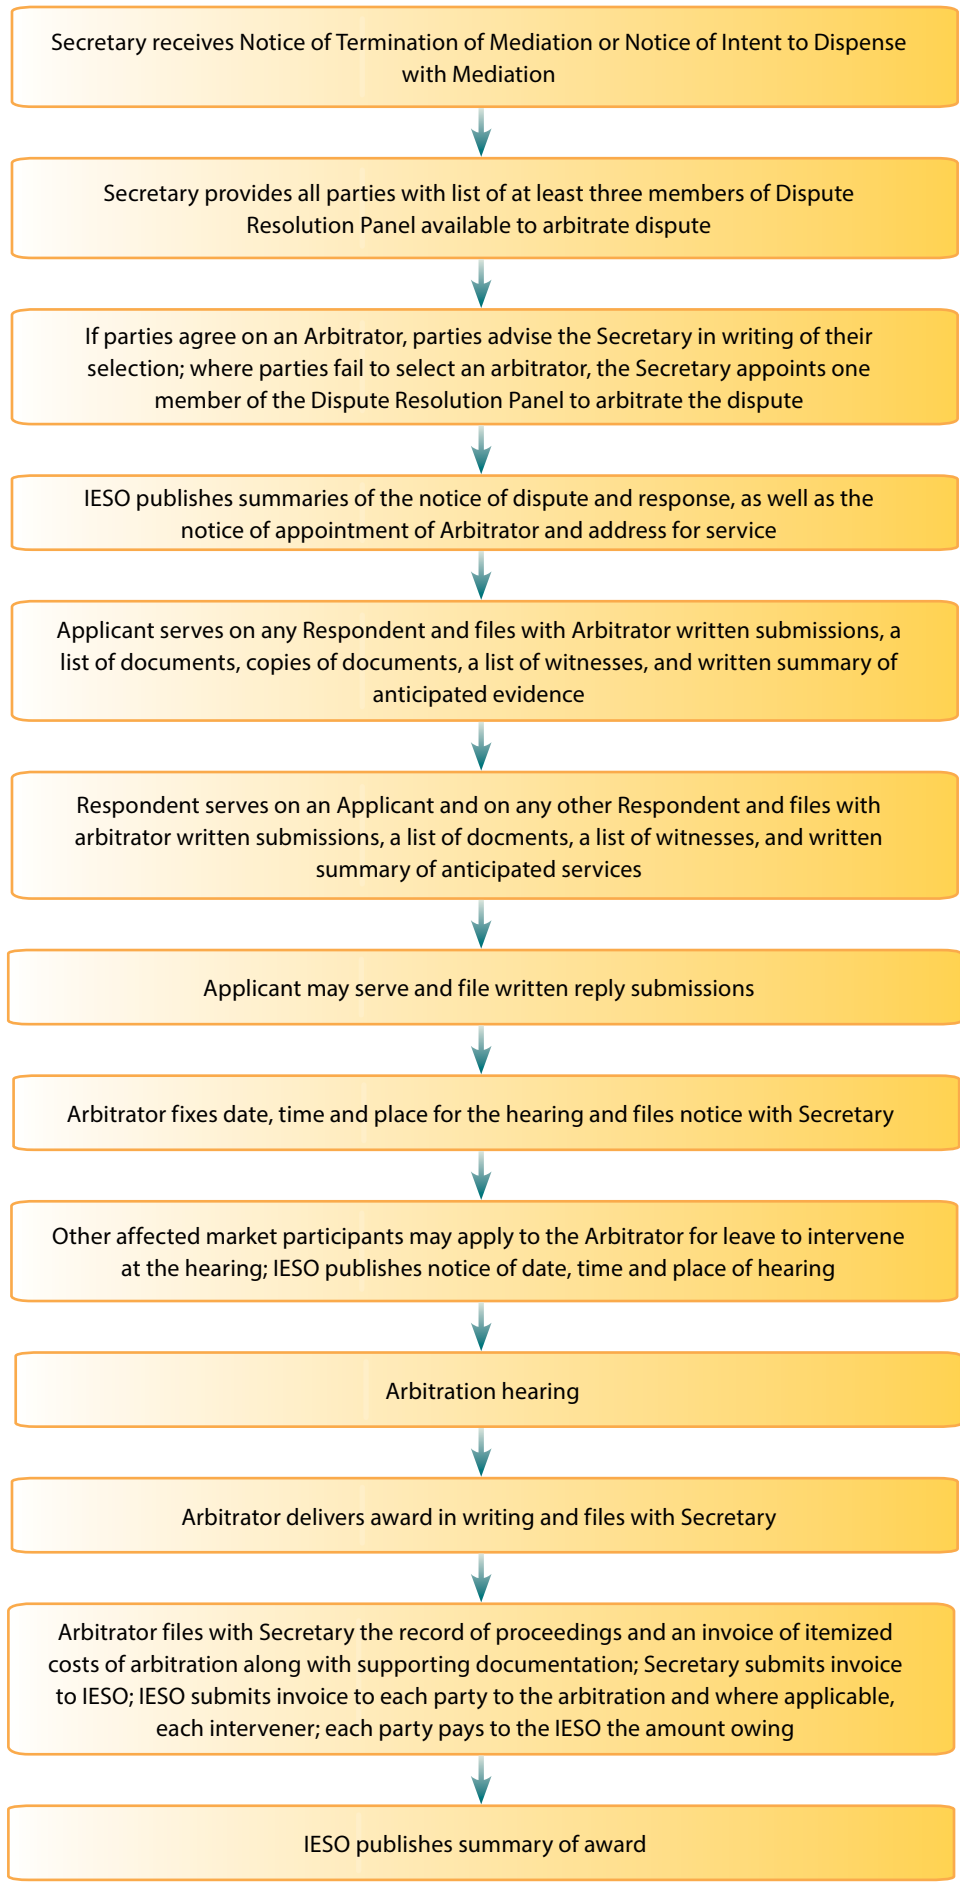 Secretary receives Notice of Termination of Mediation or Notice of Intent to Dispense
with Mediation
Secretary provides all parties with list of at least three members of Dispute
Resolution Panel available to arbitrate dispute
If parties agree on an Arbitrator, parties advise the Secretary in writing of their
selection; where parties fail to select an arbitrator, the Secretary appoints one
member of the Dispute Resolution Panel to arbitrate the dispute
IESO publishes summaries of the notice of dispute and response, as well as the
notice of appointment of Arbitrator and address for service
Applicant serves on any Respondent and files with Arbitrator written submissions, a
list of documents, copies of documents, a list of witnesses, and written summary of
anticipated evidence
Respondent serves on an Applicant and on any other Respondent and files with
arbitrator written submissions, a list of docments, a list of witnesses, and written
summary of anticipated services
Applicant may serve and file written reply submissions
Arbitrator fixes date, time and place for the hearing and files notice with Secretary
Other affected market participants may apply to the Arbitrator for leave to intervene
at the hearing; IESO publishes notice of date, time and place of hearing
Arbitration hearing
Arbitrator delivers award in writing and files with Secretary
Arbitrator files with Secretary the record of proceedings and an invoice of itemized
costs of arbitration along with supporting documentation; Secretary submits invoice
to IESO; IESO submits invoice to each party to the arbitration and where applicable,
each intervener; each party pays to the IESO the amount owing
IESO publishes summary of award